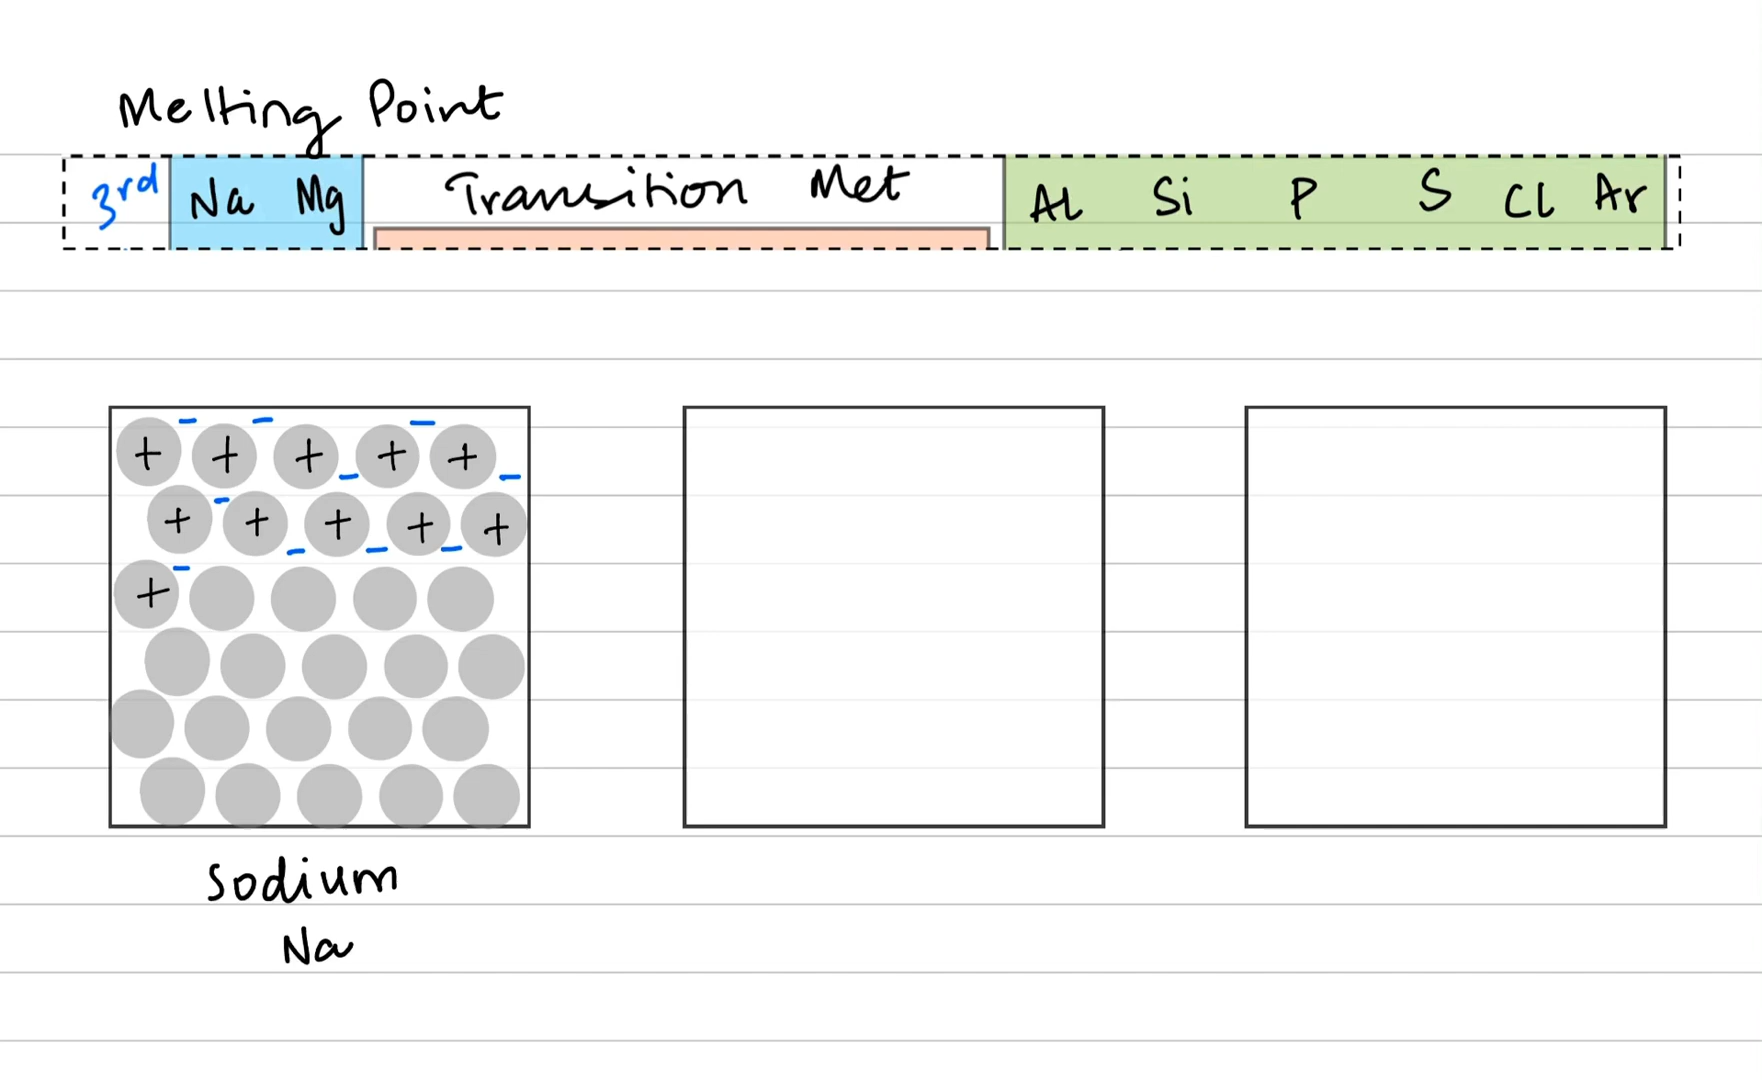 Melting Point
3rd Na Mg Transition Met Al Si P S Cl Ar
+ - + - + + - +
- -
+ - + + + +
- - -
+ -
Sodium
Na